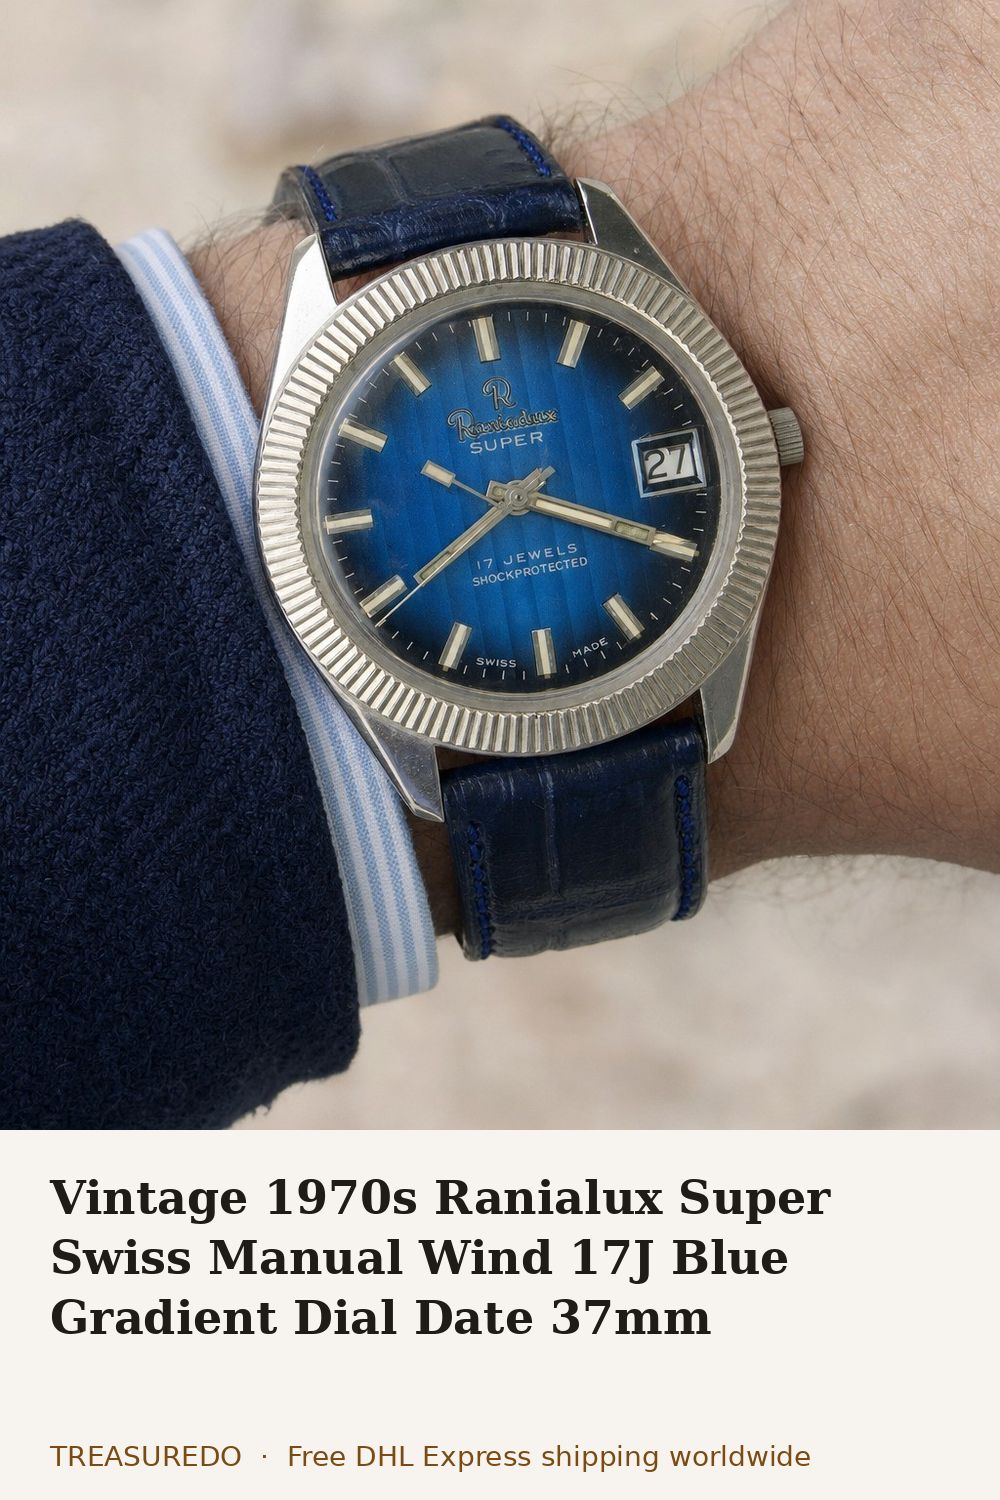 R
Ranialux
SUPER
27
17 JEWELS
SHOCKPROTECTED
SWISS MADE
Vintage 1970s Ranialux Super
Swiss Manual Wind 17J Blue
Gradient Dial Date 37mm
TREASUREDO · Free DHL Express shipping worldwide